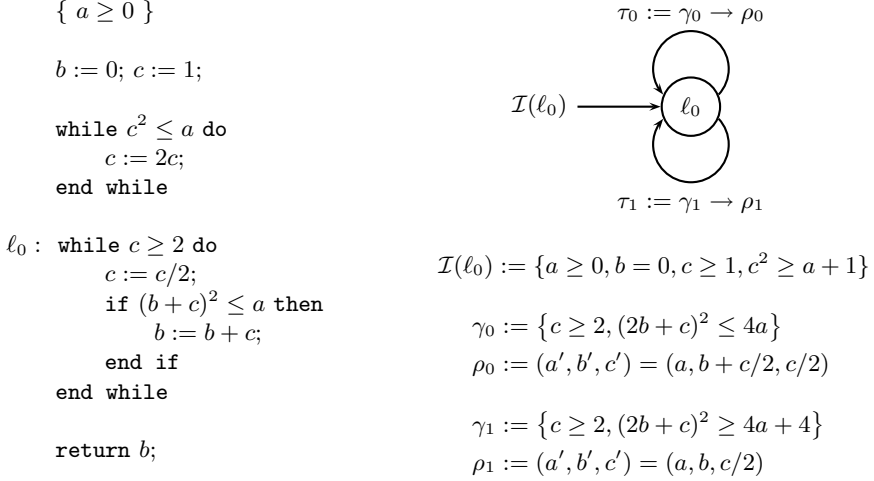 { a ≥ 0 }
b := 0; c := 1;
while c² ≤ a do
c := 2c;
end while
ℓ₀ : while c ≥ 2 do
c := c/2;
if (b + c)² ≤ a then
b := b + c;
end if
end while
return b;
τ₀ := γ₀ → ρ₀
I(ℓ₀)
ℓ₀
τ₁ := γ₁ → ρ₁
I(ℓ₀) := {a ≥ 0, b = 0, c ≥ 1, c² ≥ a + 1}
γ₀ := {c ≥ 2, (2b + c)² ≤ 4a}
ρ₀ := (a′, b′, c′) = (a, b + c/2, c/2)
γ₁ := {c ≥ 2, (2b + c)² ≥ 4a + 4}
ρ₁ := (a′, b′, c′) = (a, b, c/2)